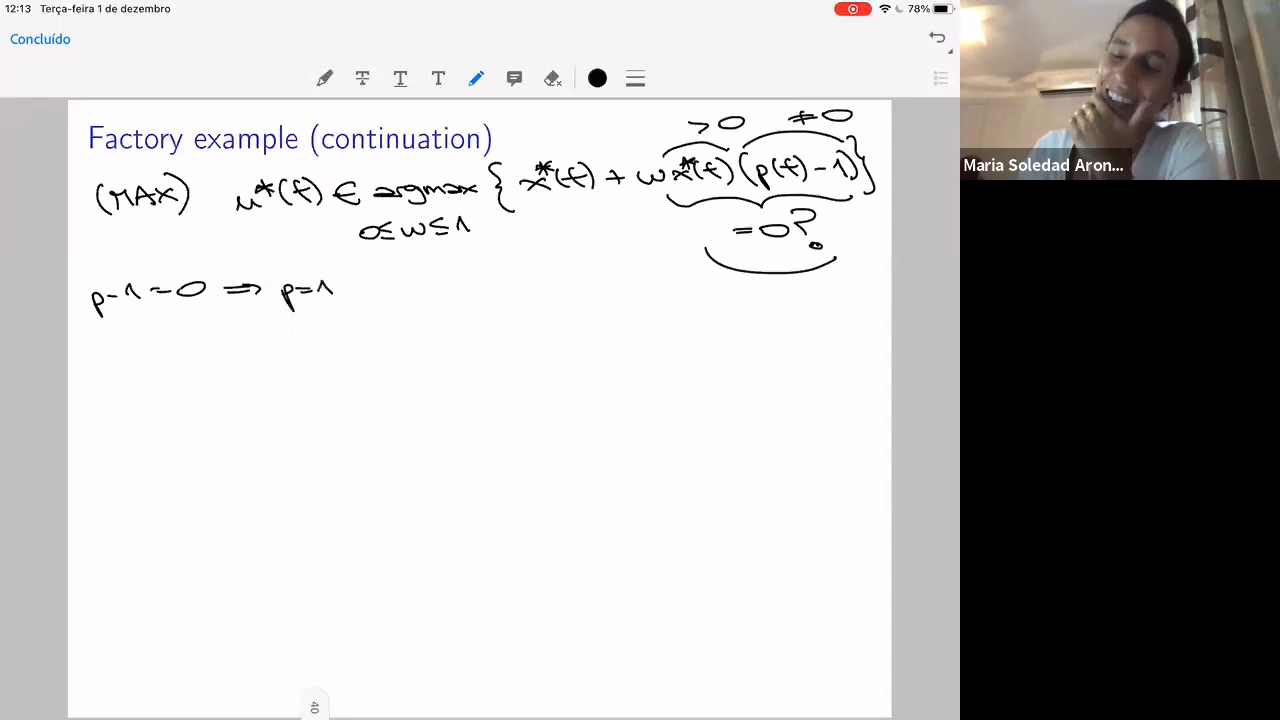 12:13 Terça-feira 1 de dezembro 78%
Concluído
Maria Soledad Aron...
Factory example (continuation)
>0 ≠0
(MAX) u*(t) ∈ argmax { x*(t) + w x*(t) (p(t) - 1) }
0≤w≤1
=0?
p-1=0 ⇒ p=1
40